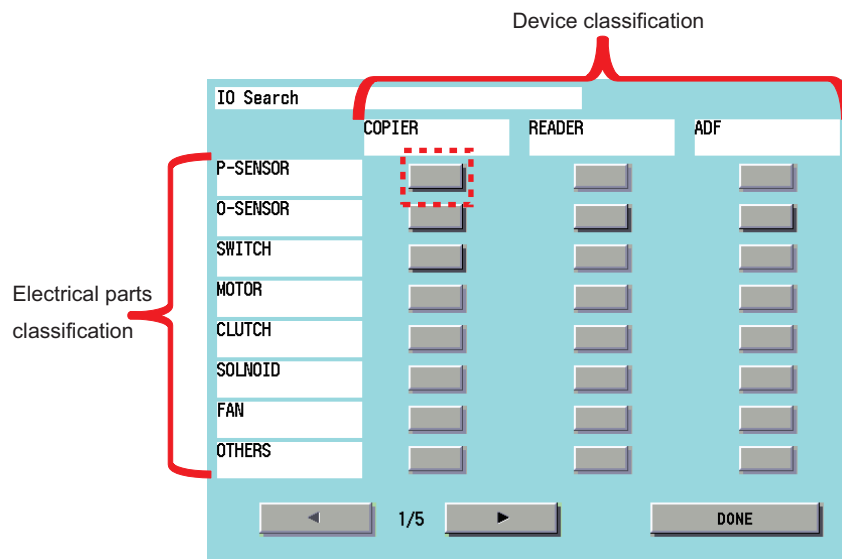 Device classification
IO Search
COPIER READER ADF
P-SENSOR
O-SENSOR
SWITCH
MOTOR
Electrical parts
classification
CLUTCH
SOLNOID
FAN
OTHERS
1/5 DONE